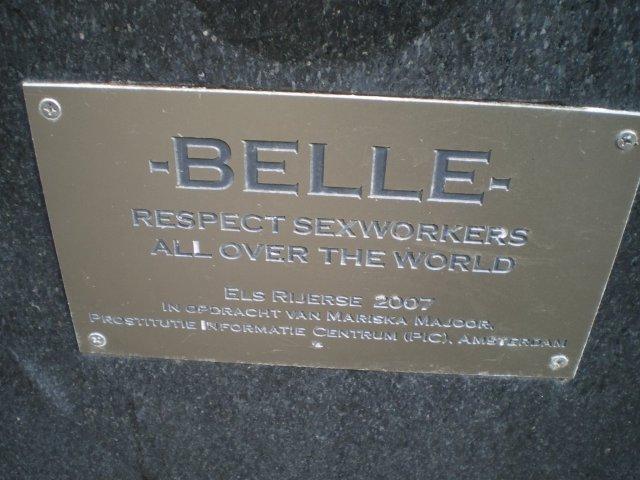 -BELLE-
RESPECT SEXWORKERS
ALL OVER THE WORLD
ELS RIJERSE 2007
IN OPDRACHT VAN MARISKA MAJOOR,
PROSTITUTIE INFORMATIE CENTRUM (PIC), AMSTERDAM